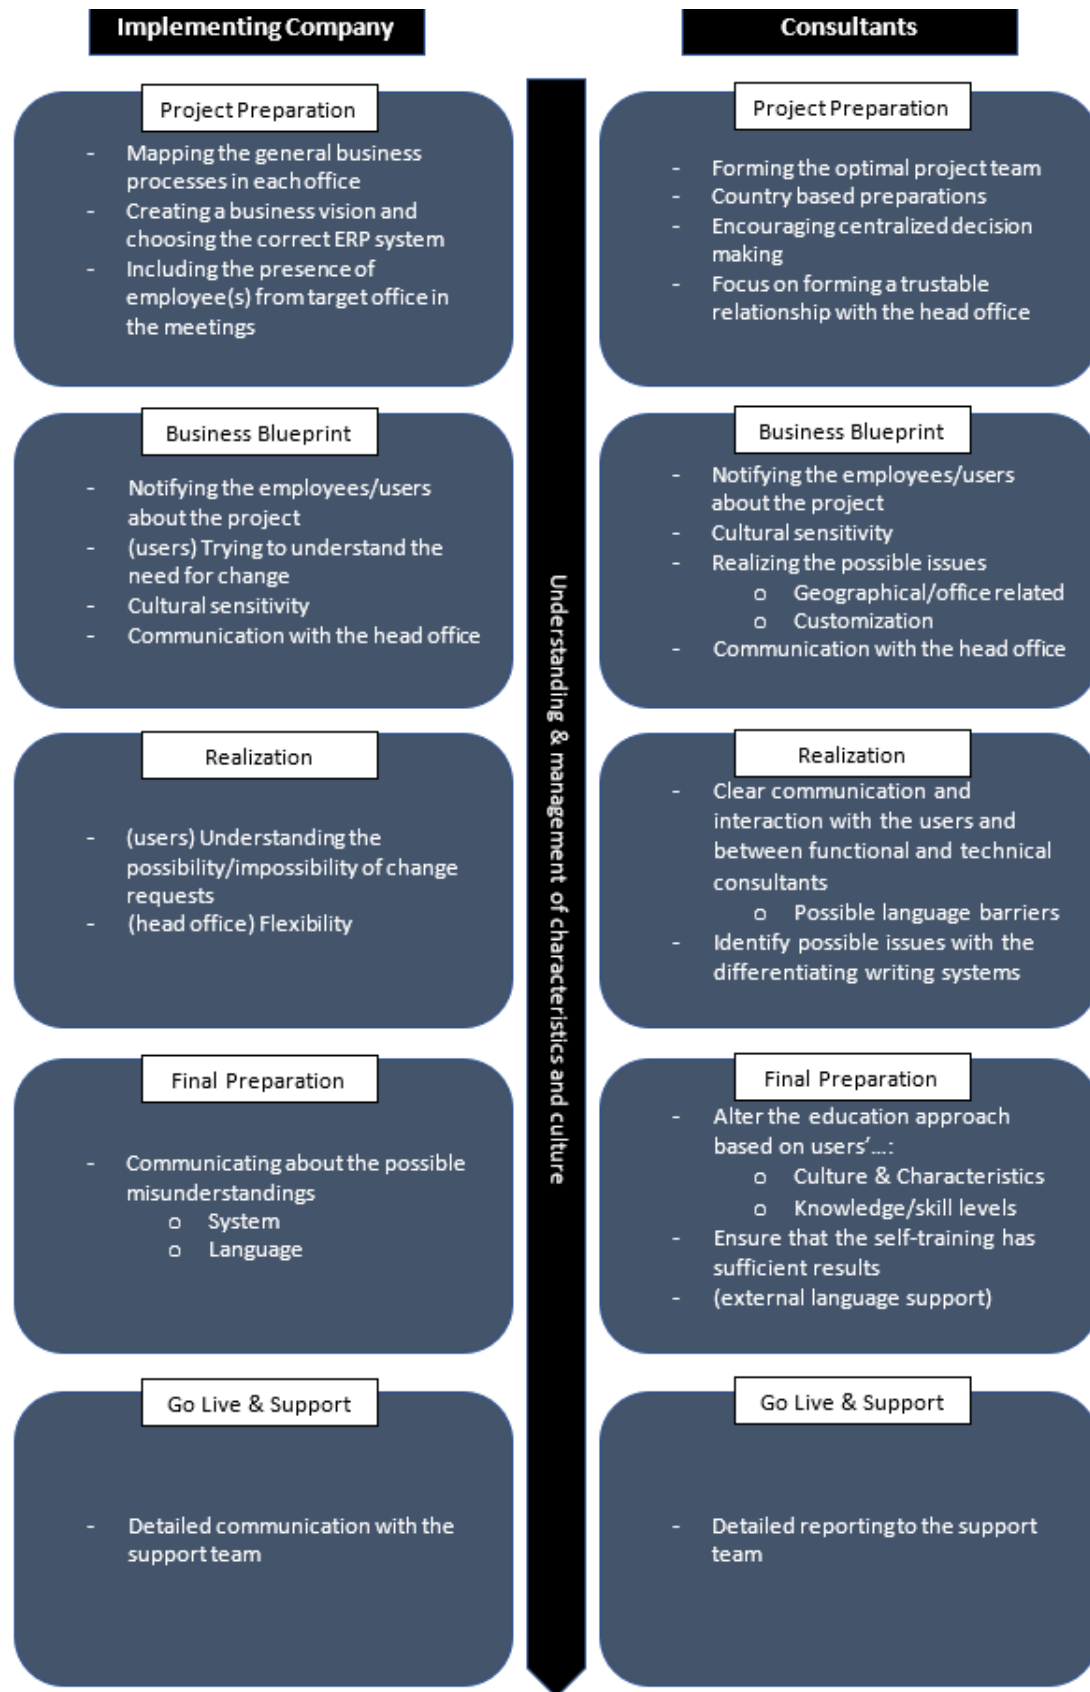 Implementing Company
Project Preparation
- Mapping the general business
processes in each office
- Creating a business vision and
choosing the correct ERP system
- Including the presence of
employee(s) from target office in
the meetings
Business Blueprint
- Notifying the employees/users
about the project
- (users) Trying to understand the
need for change
- Cultural sensitivity
- Communication with the head office
Realization
- (users) Understanding the
possibility/impossibility of change
requests
- (head office) Flexibility
Final Preparation
- Communicating about the possible
misunderstandings
o System
o Language
Go Live & Support
- Detailed communication with the
support team
Understanding & management of characteristics and culture
Consultants
Project Preparation
- Forming the optimal project team
- Country based preparations
- Encouraging centralized decision
making
- Focus on forming a trustable
relationship with the head office
Business Blueprint
- Notifying the employees/users
about the project
- Cultural sensitivity
- Realizing the possible issues
o Geographical/office related
o Customization
- Communication with the head office
Realization
- Clear communication and
interaction with the users and
between functional and technical
consultants
o Possible language barriers
- Identify possible issues with the
differentiating writing systems
Final Preparation
- Alter the education approach
based on users’...:
o Culture & Characteristics
o Knowledge/skill levels
- Ensure that the self-training has
sufficient results
- (external language support)
Go Live & Support
- Detailed reporting to the support
team